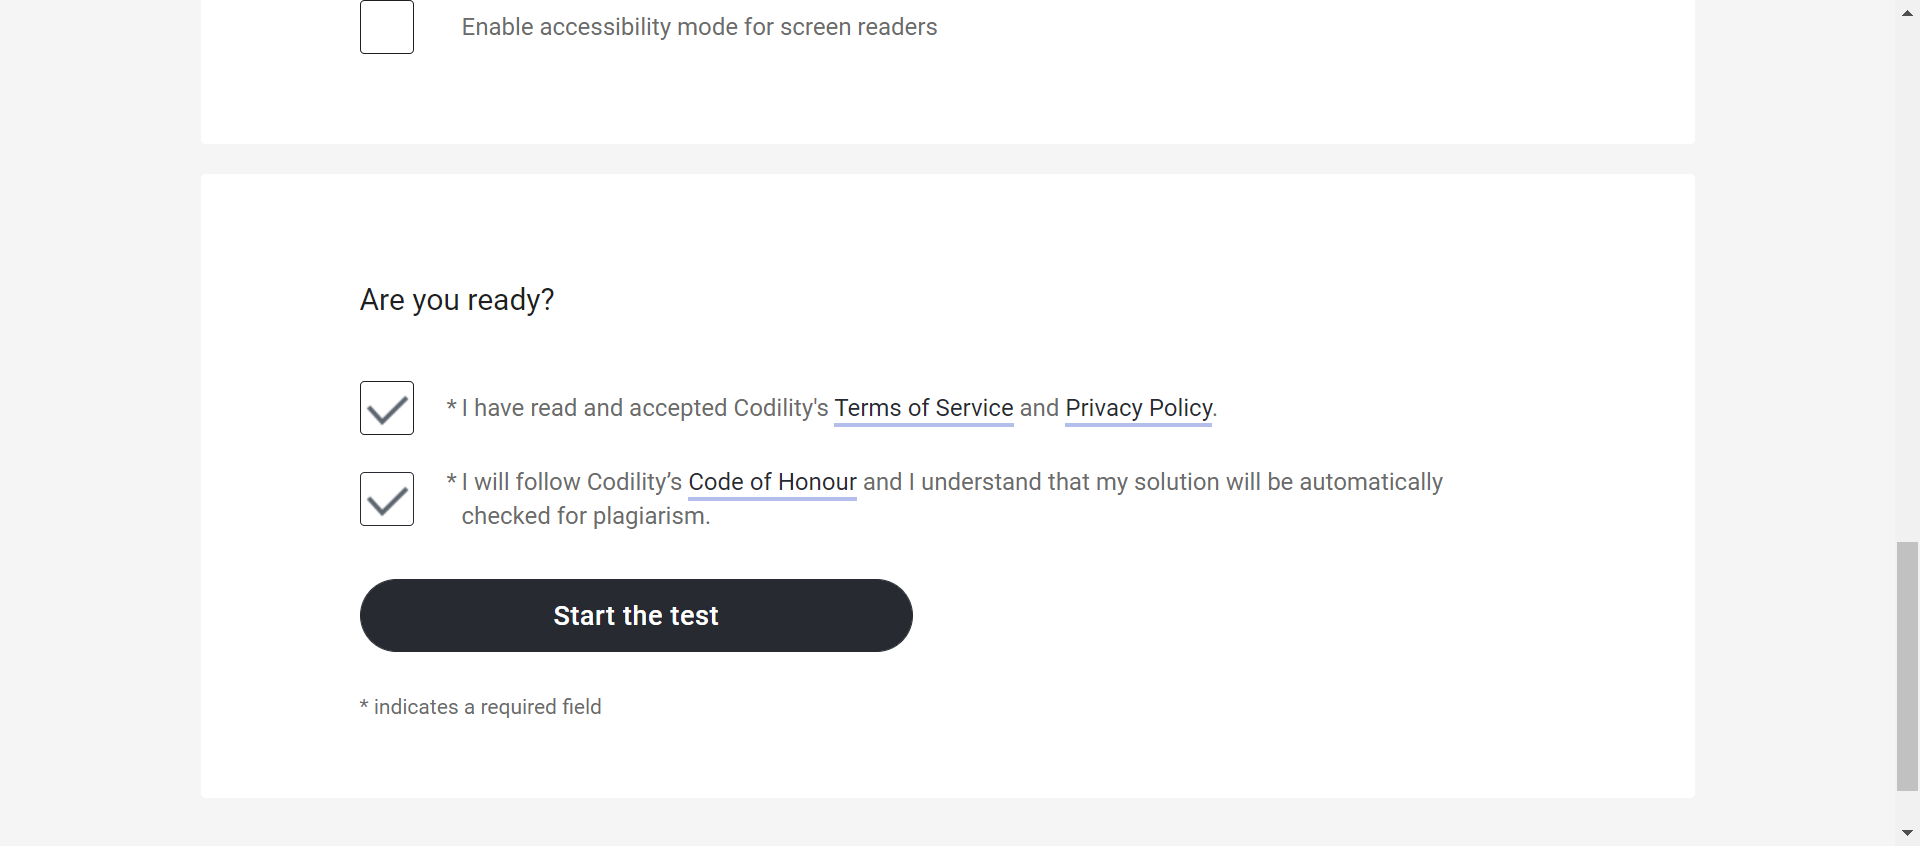 Enable accessibility mode for screen readers
Are you ready?
* I have read and accepted Codility's Terms of Service and Privacy Policy.
* I will follow Codility’s Code of Honour and I understand that my solution will be automatically
checked for plagiarism.
Start the test
* indicates a required field